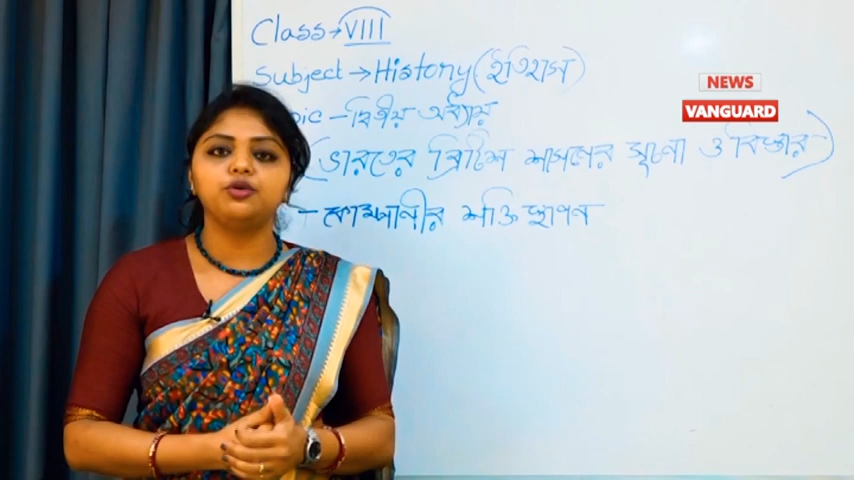 Class → VIII
Subject → History (ইতিহাস)
pic - দ্বিতীয় অধ্যায়
(ভারতের ব্রিটিশ শাসনের সূচনা ও বিস্তার)
- কোম্পানীর শক্তি স্থাপন
NEWS
VANGUARD